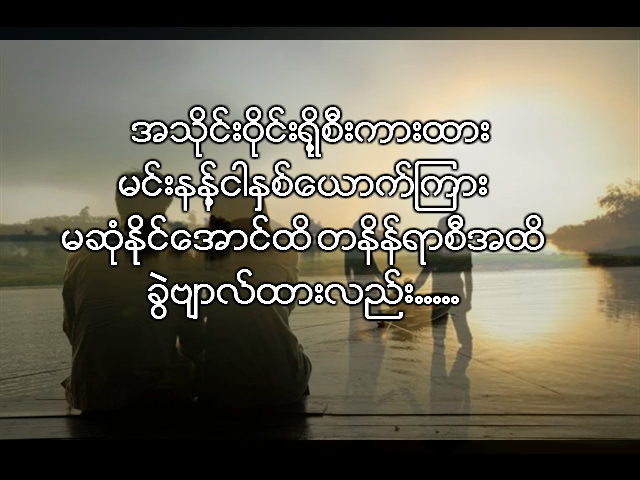 အသိုင်းဝိုင်းရှို့စီးကားထား
မင်းနန့်ငါနှစ်ယောက်ကြား
မဆုံနိုင်အောင်ထိ တနိန်ရာစီအထိ
ခွဲဗျာလ်ထားလည်း.....